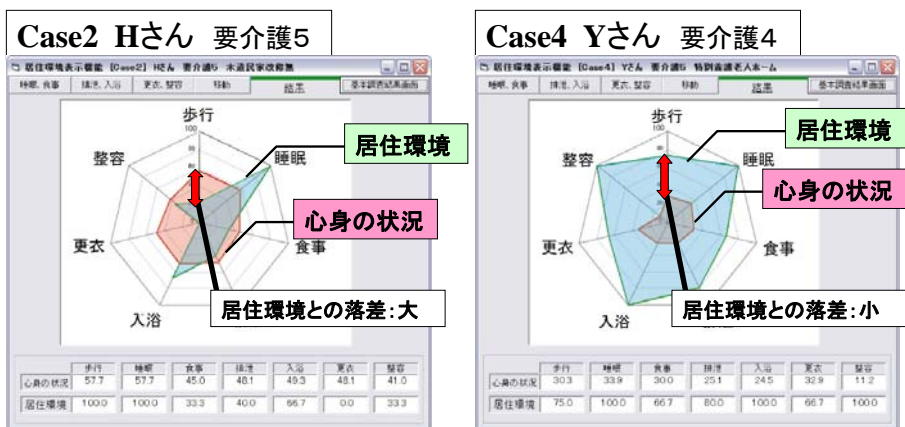 Case2 Hさん 要介護5
居住環境表示機能 [Case2] Hさん 要介護5 木造民家改修無
睡眠、食事 排泄、入浴 更衣、整容 移動 結果 基本調査結果画面
歩行
100
整容
睡眠
居住環境
心身の状況
更衣
食事
入浴
居住環境との落差：大
歩行 睡眠 食事 排泄 入浴 更衣 整容
心身の状況 57.7 57.7 45.0 48.1 49.3 48.1 41.0
居住環境 100.0 100.0 33.3 40.0 66.7 0.0 33.3
Case4 Yさん 要介護4
居住環境表示機能 [Case4] Yさん 要介護5 特別養護老人ホーム
睡眠、食事 排泄、入浴 更衣、整容 移動 結果 基本調査結果画面
歩行
100
整容
睡眠
居住環境
心身の状況
更衣
食事
入浴
居住環境との落差：小
歩行 睡眠 食事 排泄 入浴 更衣 整容
心身の状況 30.3 33.9 30.0 25.1 24.5 32.9 11.2
居住環境 75.0 100.0 66.7 80.0 100.0 66.7 100.0